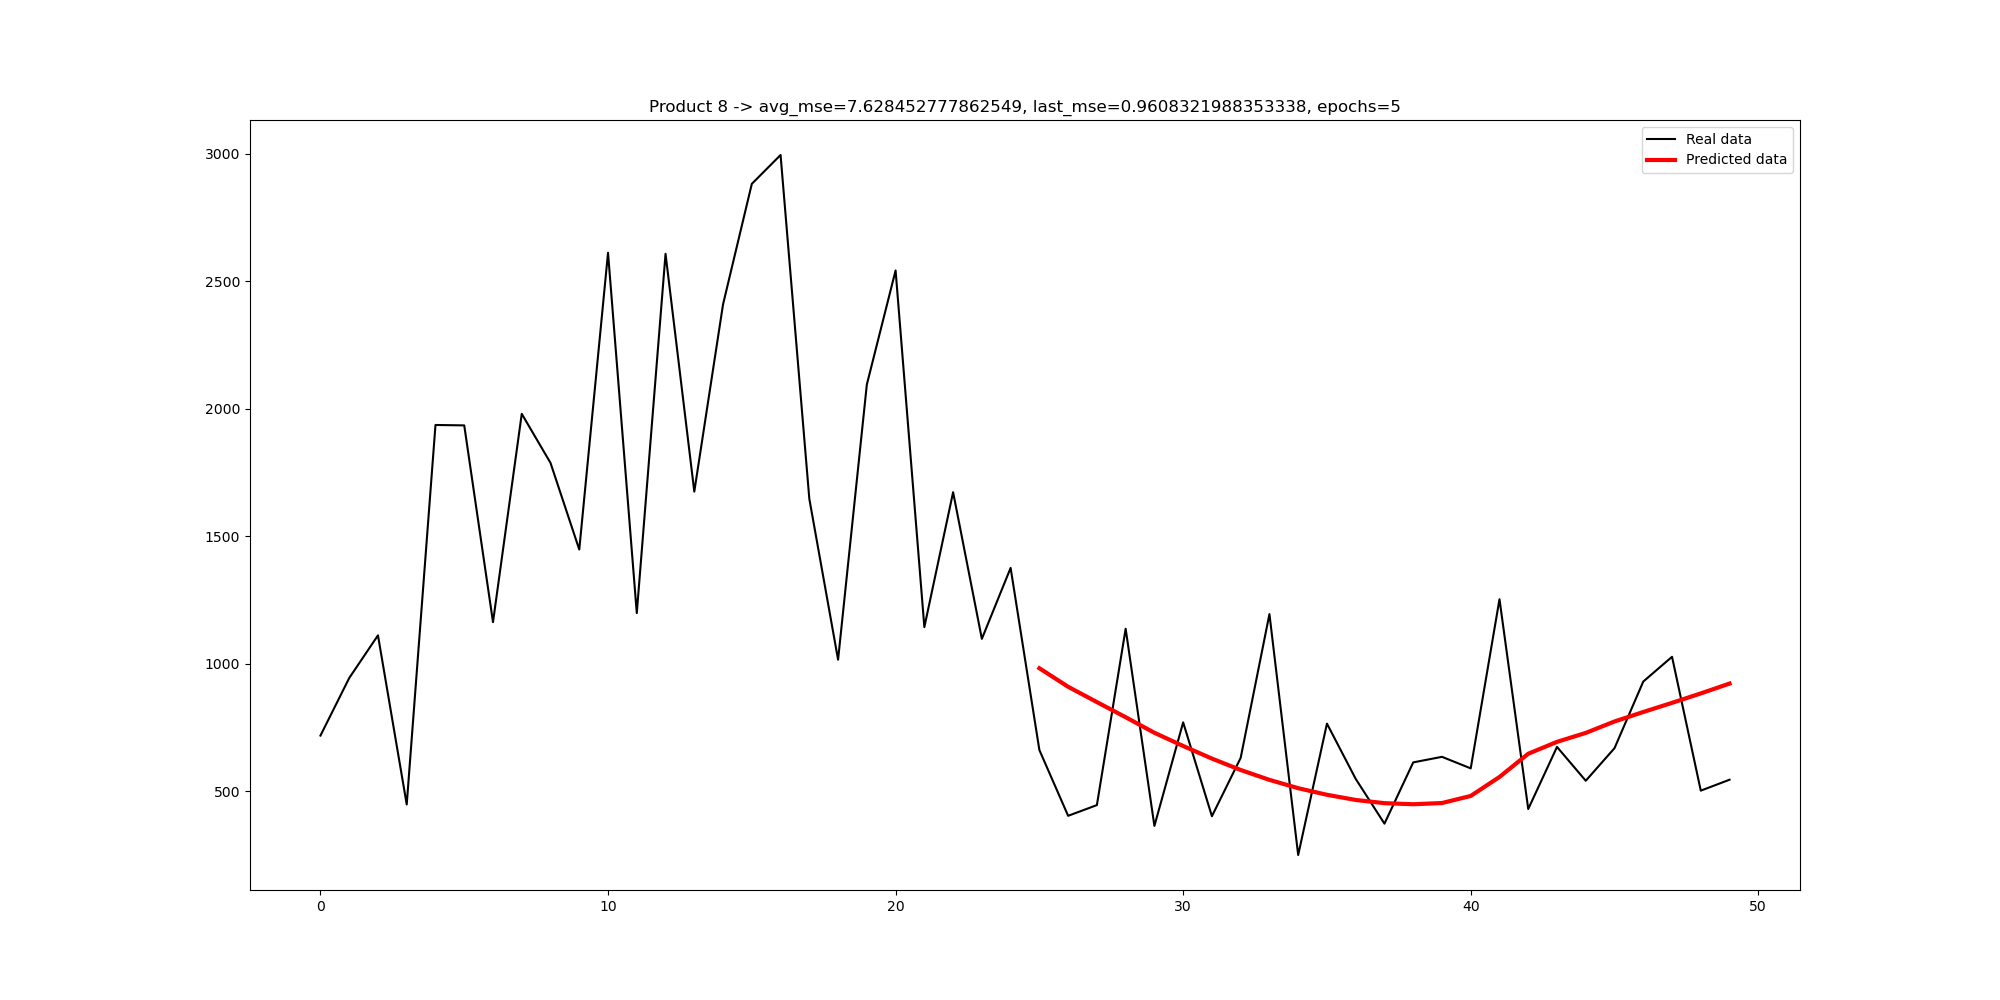 Product 8 -> avg_mse=7.628452777862549, last_mse=0.9608321988353338, epochs=5
Real data
Predicted data
3000
2500
2000
1500
1000
500
0 10 20 30 40 50